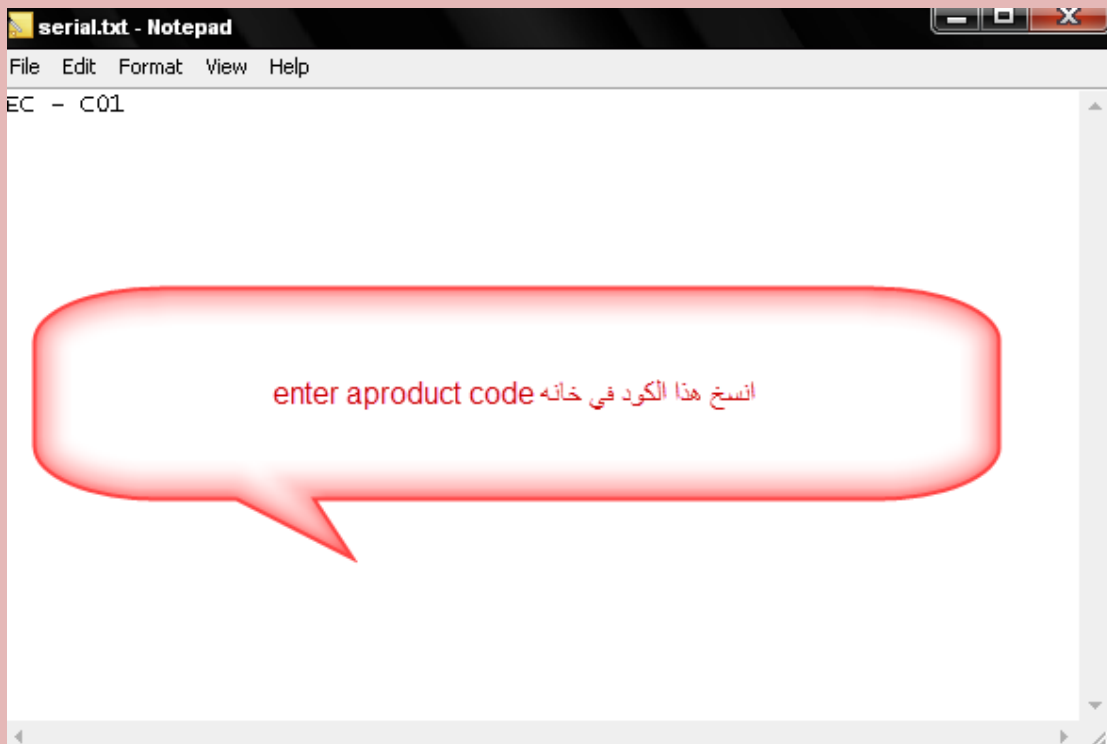 serial.txt - Notepad
File Edit Format View Help
EC - C01
انسخ هذا الكود في خانه enter aproduct code